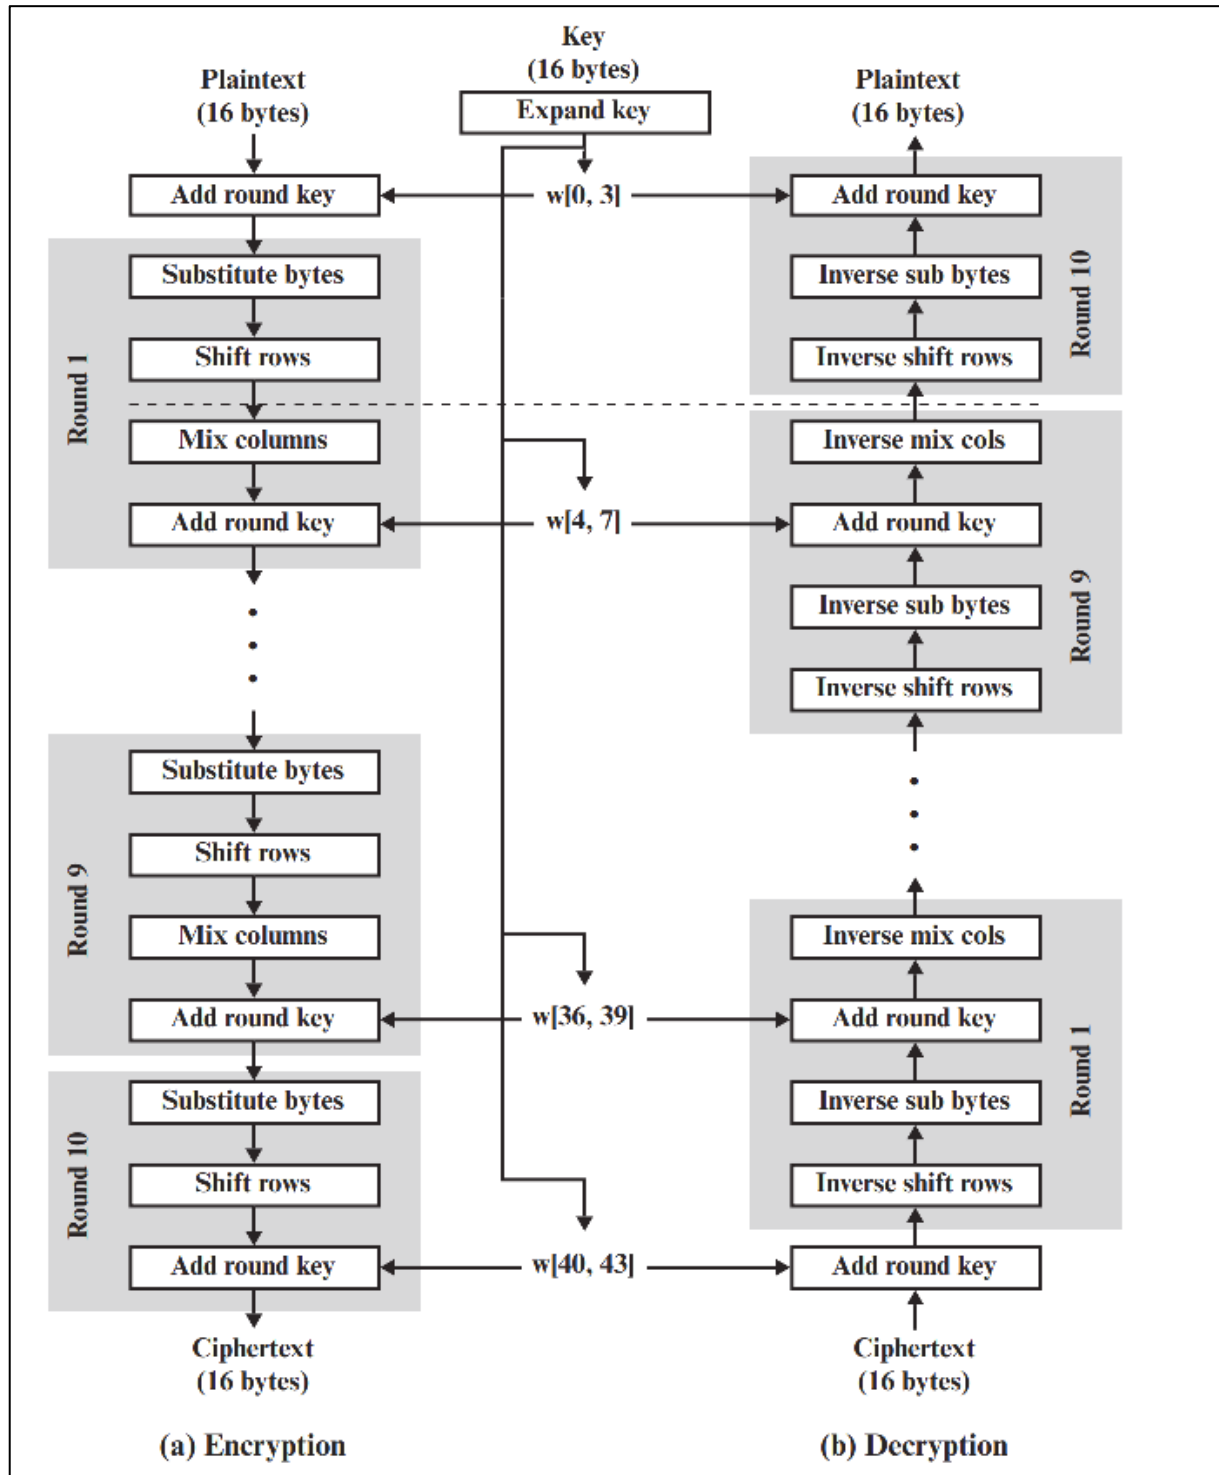 Key
(16 bytes)
Expand key
Plaintext
(16 bytes)
Add round key
Round 1
Substitute bytes
Shift rows
Mix columns
Add round key
Round 9
Substitute bytes
Shift rows
Mix columns
Add round key
Round 10
Substitute bytes
Shift rows
Add round key
Ciphertext
(16 bytes)
(a) Encryption
w[0, 3]
w[4, 7]
w[36, 39]
w[40, 43]
Plaintext
(16 bytes)
Add round key
Inverse sub bytes
Inverse shift rows
Round 10
Inverse mix cols
Add round key
Inverse sub bytes
Inverse shift rows
Round 9
Inverse mix cols
Add round key
Inverse sub bytes
Inverse shift rows
Round 1
Add round key
Ciphertext
(16 bytes)
(b) Decryption